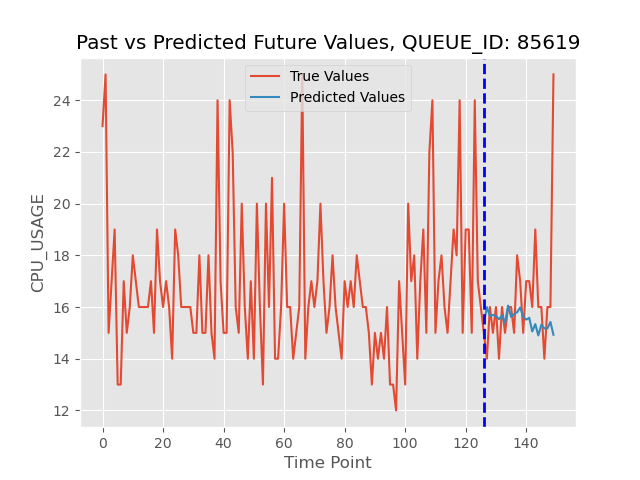 Past vs Predicted Future Values, QUEUE_ID: 85619
True Values
Predicted Values
24
22
20
18
16
14
12
CPU_USAGE
0 20 40 60 80 100 120 140
Time Point